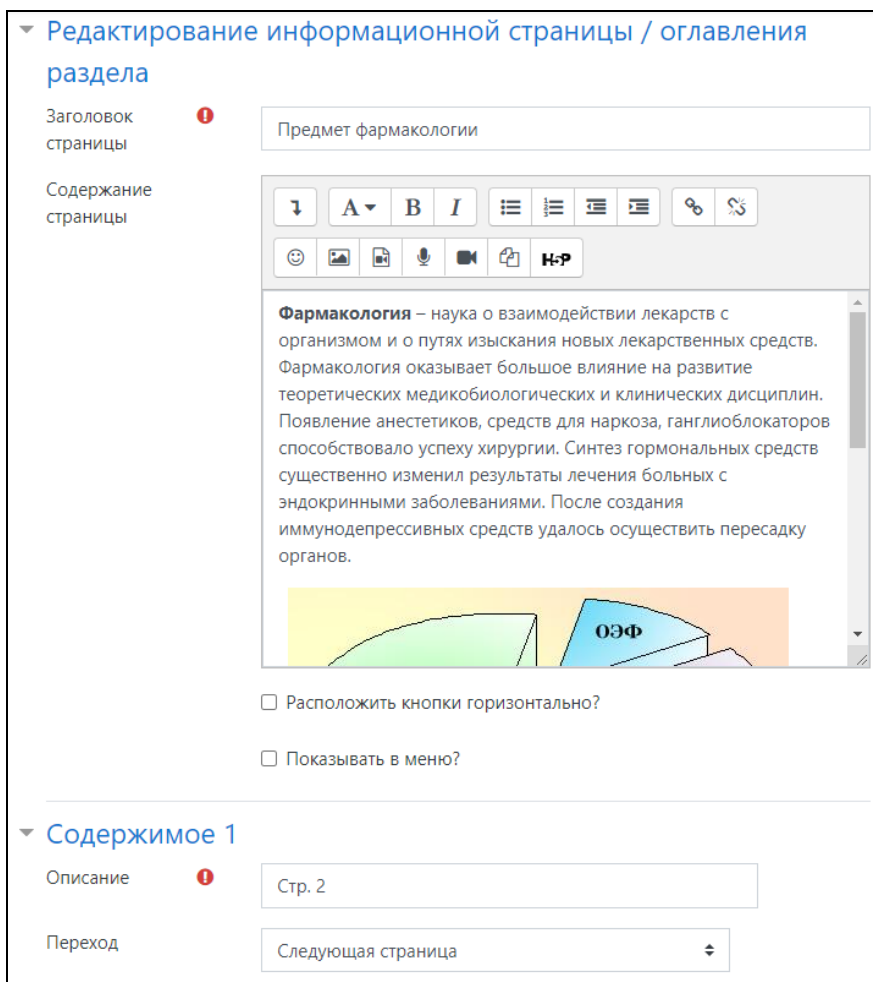 Редактирование информационной страницы / оглавления
раздела
Заголовок
страницы
Предмет фармакологии
Содержание
страницы
A B I
H5P
Фармакология – наука о взаимодействии лекарств с
организмом и о путях изыскания новых лекарственных средств.
Фармакология оказывает большое влияние на развитие
теоретических медикобиологических и клинических дисциплин.
Появление анестетиков, средств для наркоза, ганглиоблокаторов
способствовало успеху хирургии. Синтез гормональных средств
существенно изменил результаты лечения больных с
эндокринными заболеваниями. После создания
иммунодепрессивных средств удалось осуществить пересадку
органов.
ОЭФ
Расположить кнопки горизонтально?
Показывать в меню?
Содержимое 1
Описание
Стр. 2
Переход
Следующая страница